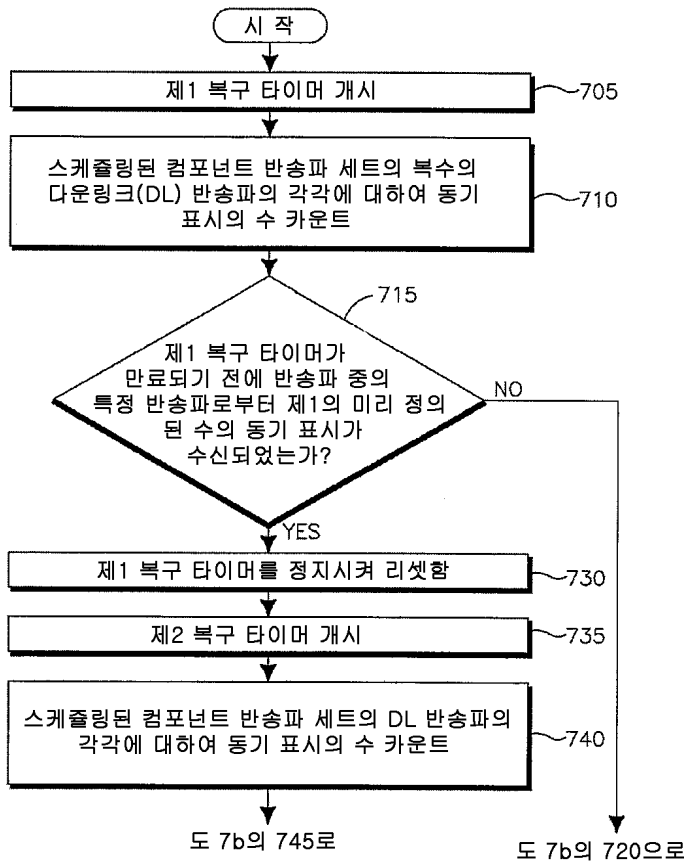 시 작
제1 복구 타이머 개시
705
스케쥴링된 컴포넌트 반송파 세트의 복수의
다운링크(DL) 반송파의 각각에 대하여 동기
표시의 수 카운트
710
715
제1 복구 타이머가
만료되기 전에 반송파 중의
특정 반송파로부터 제1의 미리 정의
된 수의 동기 표시가
수신되었는가?
NO
YES
제1 복구 타이머를 정지시켜 리셋함
730
제2 복구 타이머 개시
735
스케쥴링된 컴포넌트 반송파 세트의 DL 반송파의
각각에 대하여 동기 표시의 수 카운트
740
도 7b의 745로
도 7b의 720으로